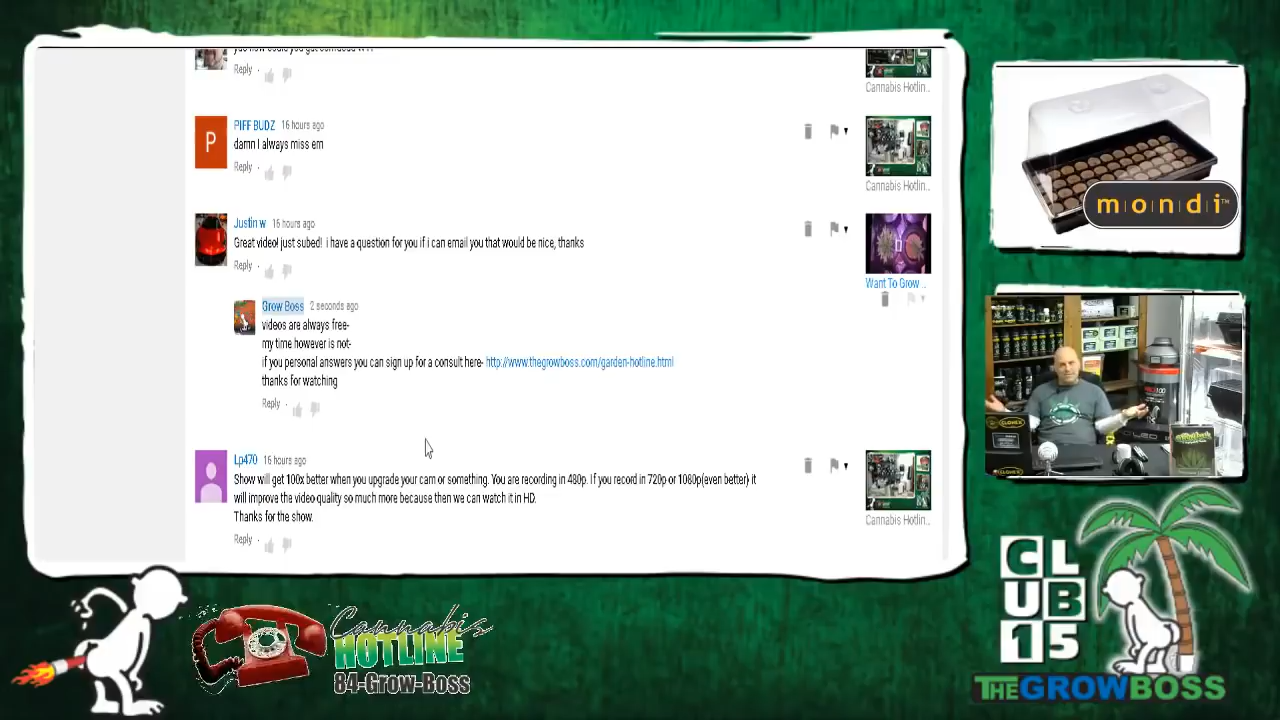 Reply ·
Cannabis Hotlin..
PIFF BUDZ 16 hours ago
damn I always miss em
Reply ·
Cannabis Hotlin..
Justin w 16 hours ago
Great video! just subed! i have a question for you if i can email you that would be nice, thanks
Reply ·
Want To Grow ..
Grow Boss 2 seconds ago
videos are always free-
my time however is not-
if you personal answers you can sign up for a consult here- http://www.thegrowboss.com/garden-hotline.html
thanks for watching
Reply ·
Lp470 16 hours ago
Show will get 100x better when you upgrade your cam or something. You are recording in 480p. If you record in 720p or 1080p(even better) it
will improve the video quality so much more because then we can watch it in HD.
Thanks for the show.
Reply ·
Cannabis Hotlin..
P
mondi™
Cannabis
HOTLINE
84-Grow-Boss
CLUB
15
THEGROWBOSS